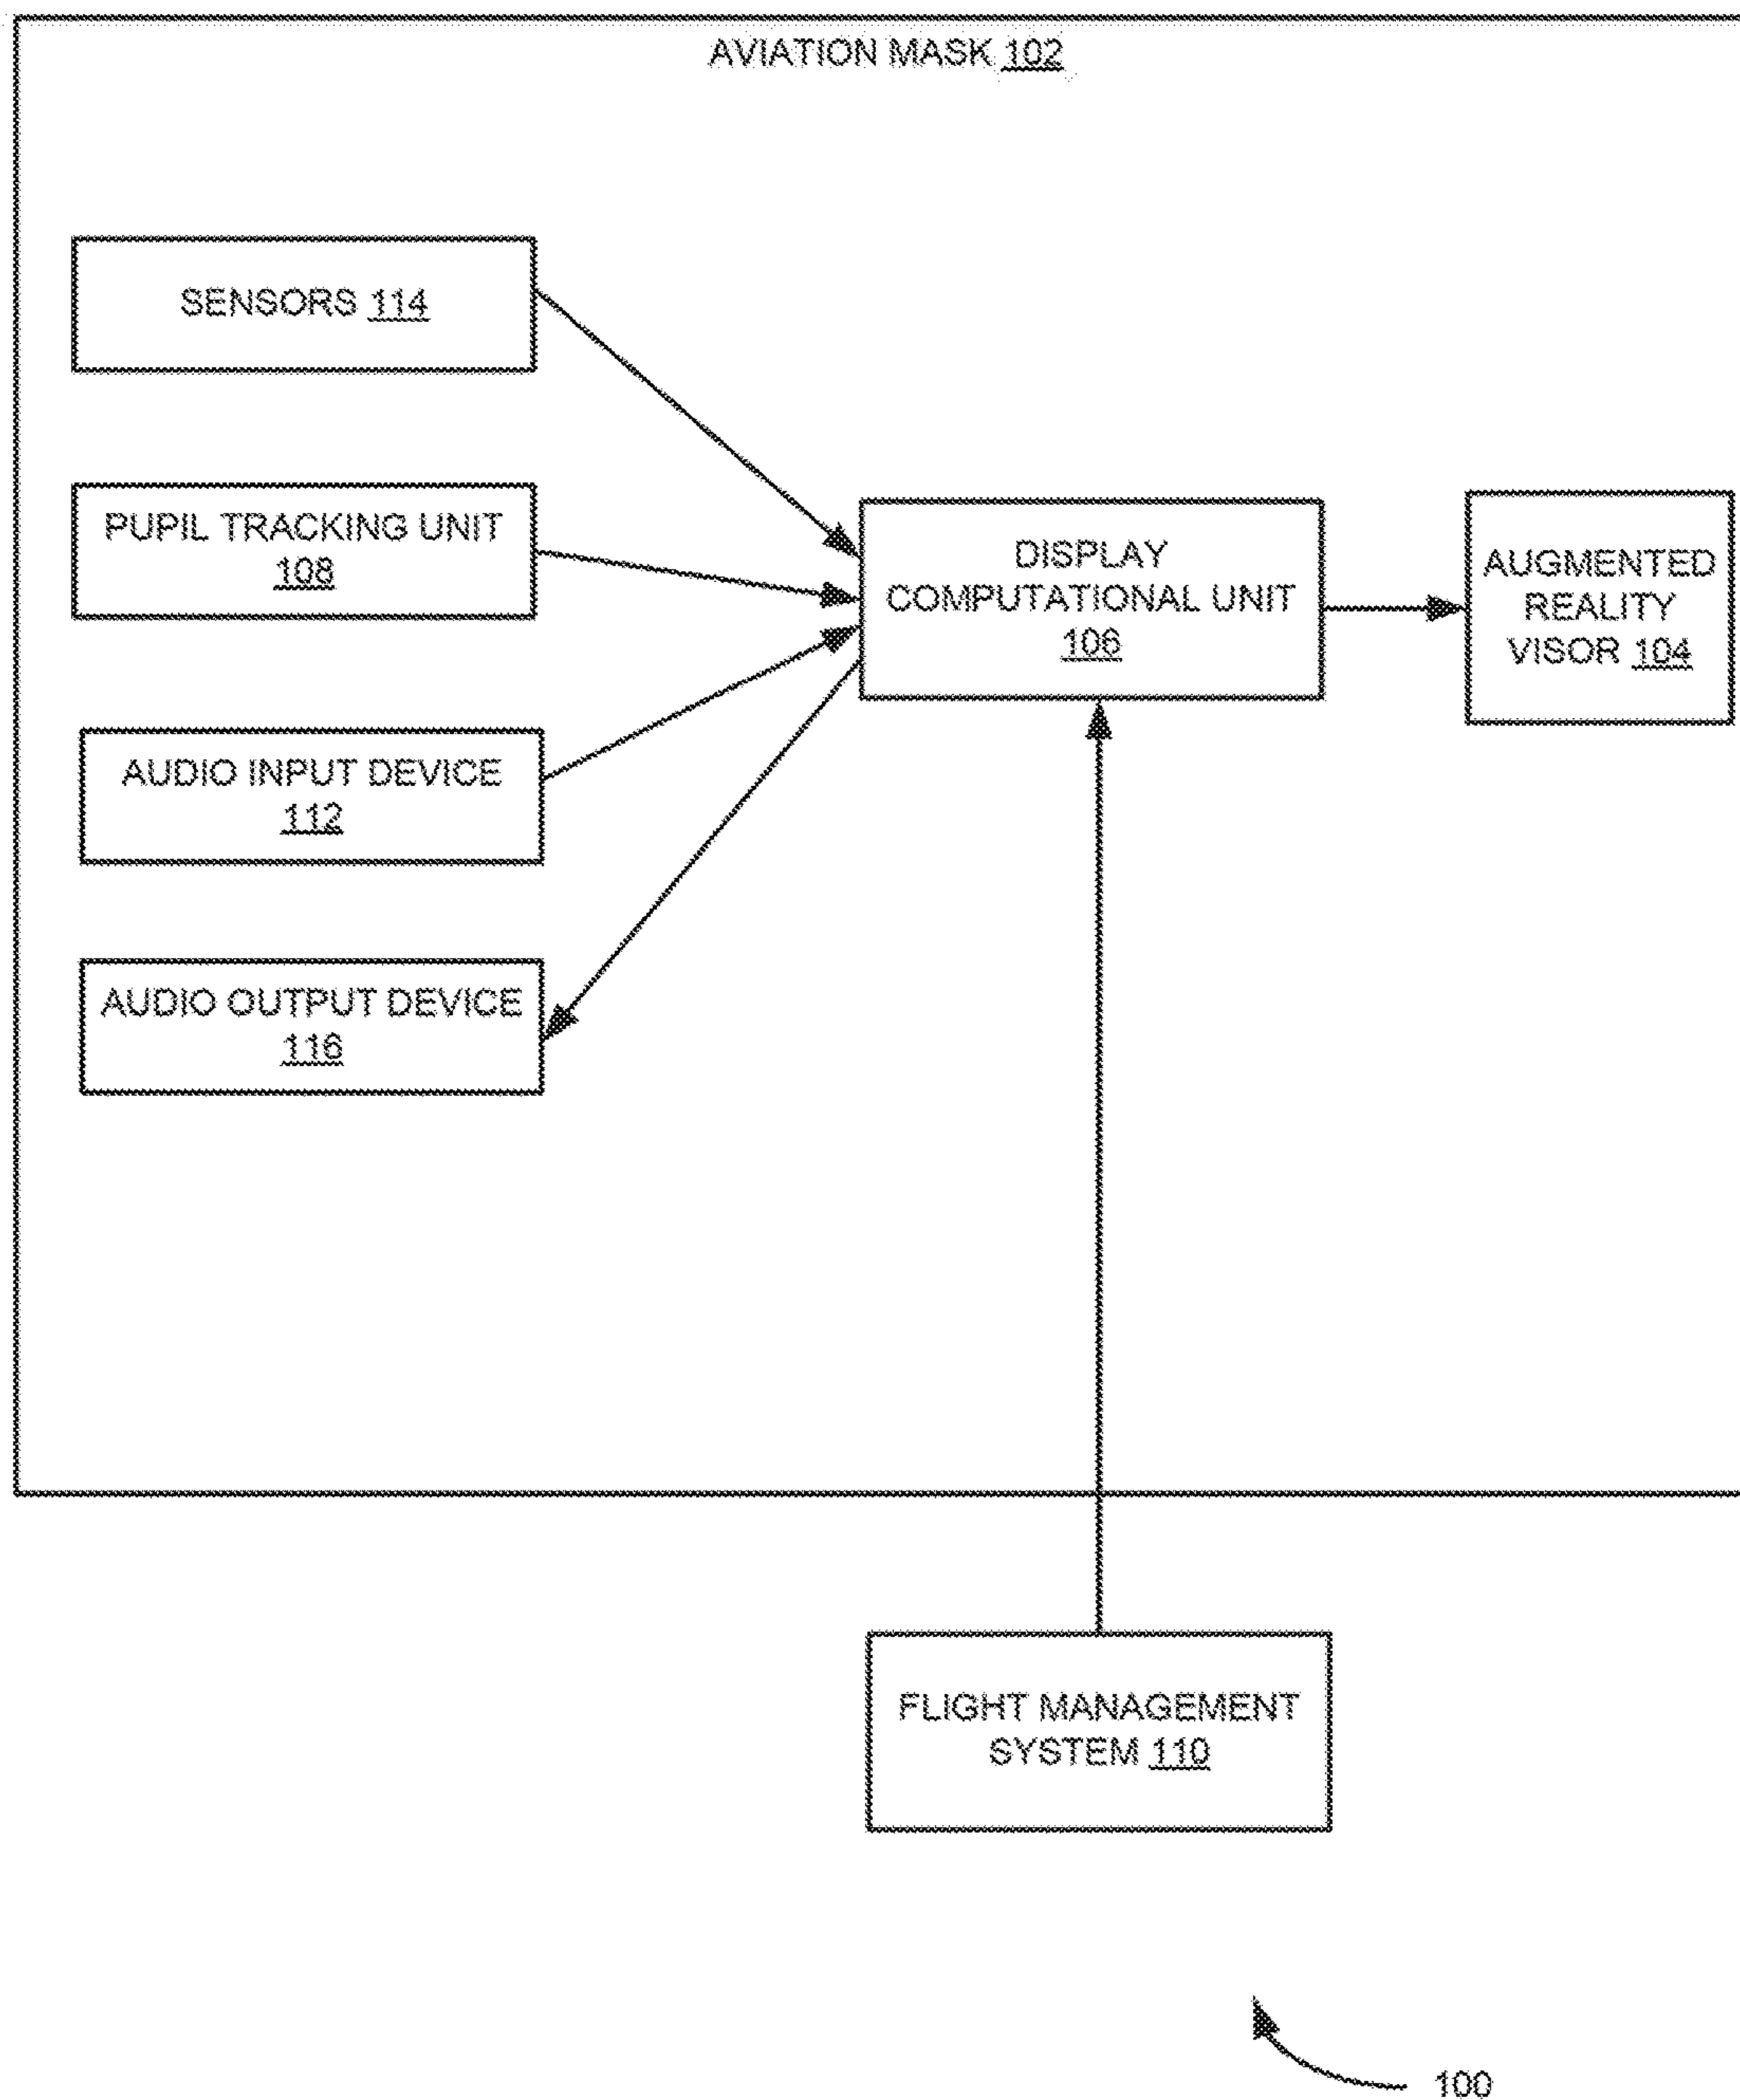 AVIATION MASK 102
SENSORS 114
PUPIL TRACKING UNIT
108
DISPLAY
COMPUTATIONAL UNIT
106
AUGMENTED
REALITY
VISOR 104
AUDIO INPUT DEVICE
112
AUDIO OUTPUT DEVICE
116
FLIGHT MANAGEMENT
SYSTEM 110
100